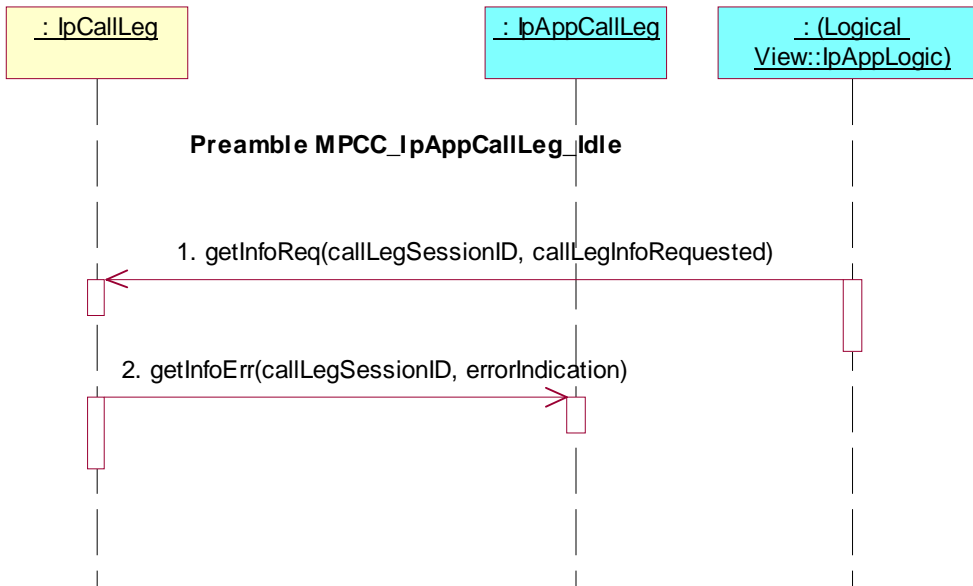 : IpCallLeg
: IpAppCallLeg
: (Logical
View::IpAppLogic)
Preamble MPCC_IpAppCallLeg_Idle
1. getInfoReq(callLegSessionID, callLegInfoRequested)
2. getInfoErr(callLegSessionID, errorIndication)